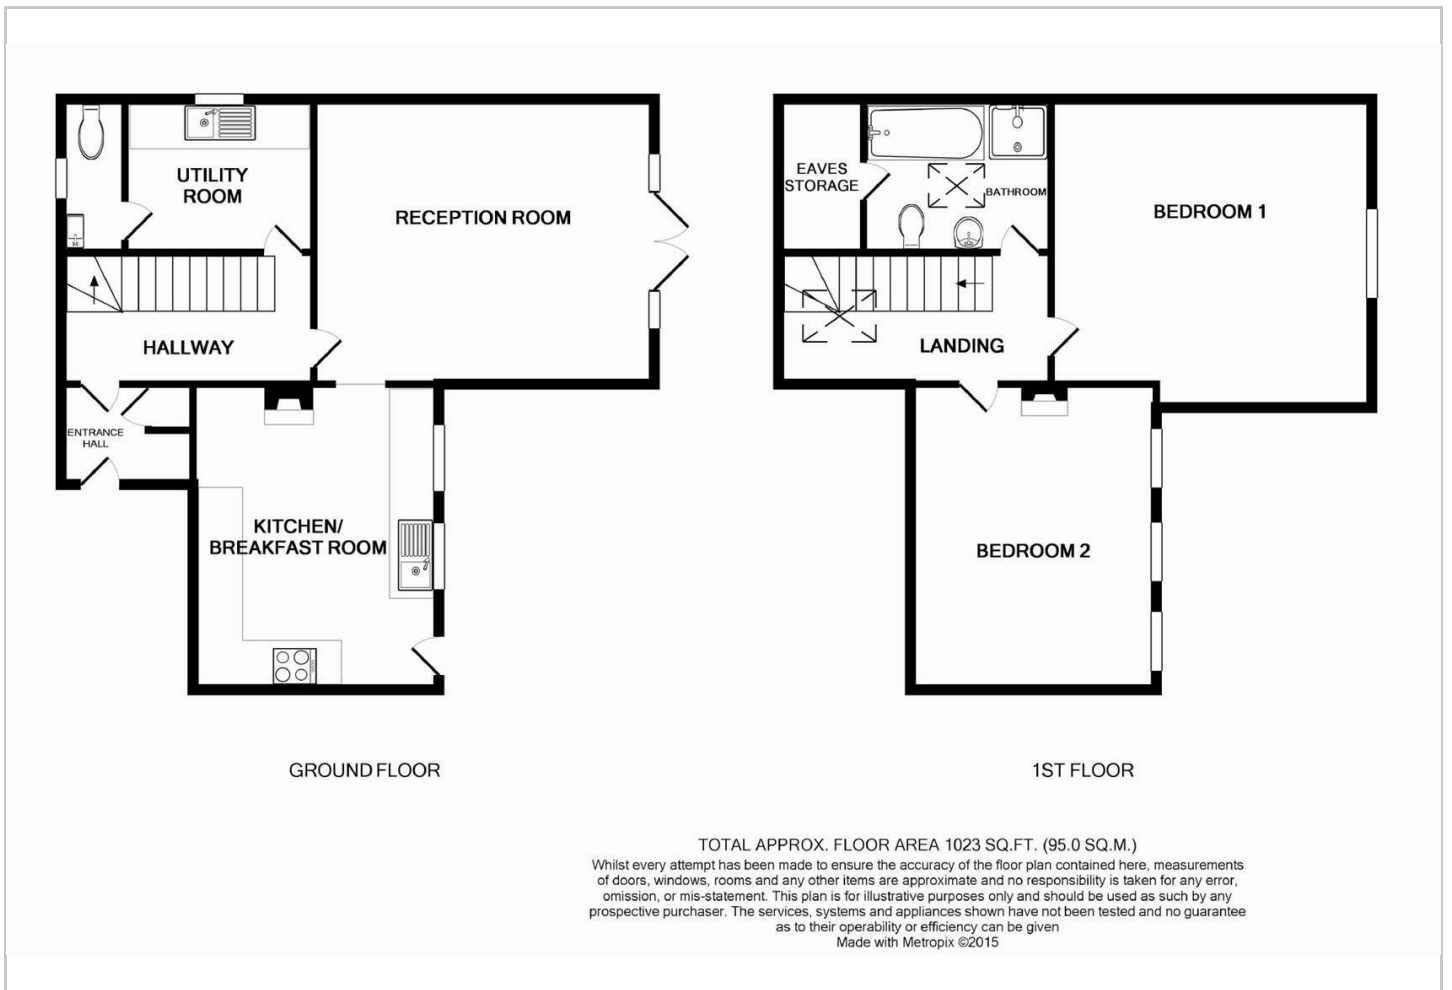 UTILITY
ROOM
RECEPTION ROOM
HALLWAY
ENTRANCE
HALL
KITCHEN/
BREAKFAST ROOM
GROUND FLOOR
EAVES
STORAGE
BATHROOM
BEDROOM 1
LANDING
BEDROOM 2
1ST FLOOR
TOTAL APPROX. FLOOR AREA 1023 SQ.FT. (95.0 SQ.M.)
Whilst every attempt has been made to ensure the accuracy of the floor plan contained here, measurements
of doors, windows, rooms and any other items are approximate and no responsibility is taken for any error,
omission, or mis-statement. This plan is for illustrative purposes only and should be used as such by any
prospective purchaser. The services, systems and appliances shown have not been tested and no guarantee
as to their operability or efficiency can be given
Made with Metropix ©2015